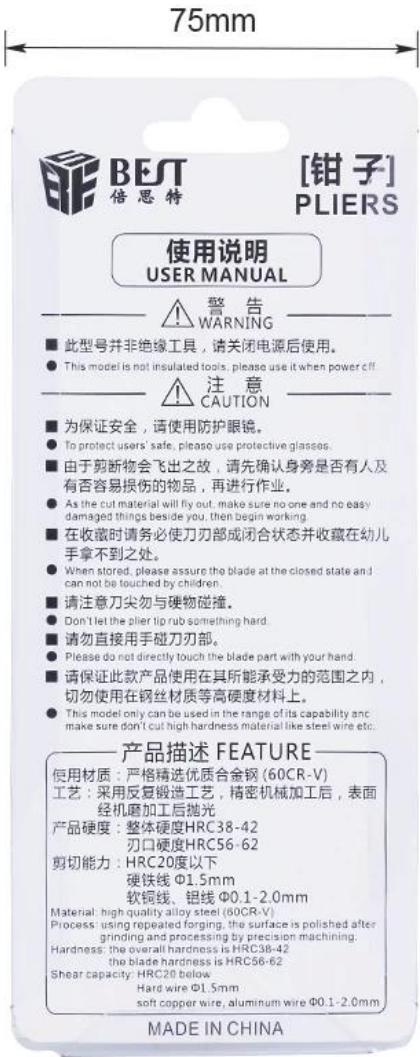 75mm
BEST
倍思特
[钳子]
PLIERS
使用说明
USER MANUAL
警 告
WARNING
■ 此型号并非绝缘工具，请关闭电源后使用。
● This model is not insulated tools, please use it when power off.
注 意
CAUTION
■ 为保证安全，请使用防护眼镜。
● To protect users' safe, please use protective glasses.
■ 由于剪断物会飞出之故，请先确认身旁是否有人及
有否容易损伤的物品，再进行作业。
● As the cut material will fly out, make sure no one and no easy
damaged things beside you, then begin working.
■ 在收藏时请务必使刀刃部成闭合状态并收藏在幼儿
手拿不到之处。
● When stored, please assure the blade at the closed state and
can not be touched by children.
■ 请注意刀尖勿与硬物碰撞。
● Don't let the plier tip rub something hard.
■ 请勿直接用手碰刀刃部。
● Please do not directly touch the blade part with your hand.
■ 请保证此款产品使用在其所能承受力的范围之内，
切勿使用在钢丝材质等高硬度材料上。
● This model only can be used in the range of its capability and
make sure don't cut high hardness material like steel wire etc.
产品描述 FEATURE
使用材质：严格精选优质合金钢 (60CR-V)
工艺：采用反复锻造工艺，精密机械加工后，表面
经机磨加工后抛光
产品硬度：整体硬度HRC38-42
刃口硬度HRC56-62
剪切能力：HRC20度以下
硬铁线 Φ1.5mm
软铜线、铝线 Φ0.1-2.0mm
Material: high quality alloy steel (60CR-V)
Process: using repeated forging, the surface is polished after
grinding and processing by precision machining.
Hardness: the overall hardness is HRC38-42
the blade hardness is HRC56-62
Shear capacity: HRC20 below
Hard wire Φ1.5mm
soft copper wire, aluminum wire Φ0.1-2.0mm
MADE IN CHINA